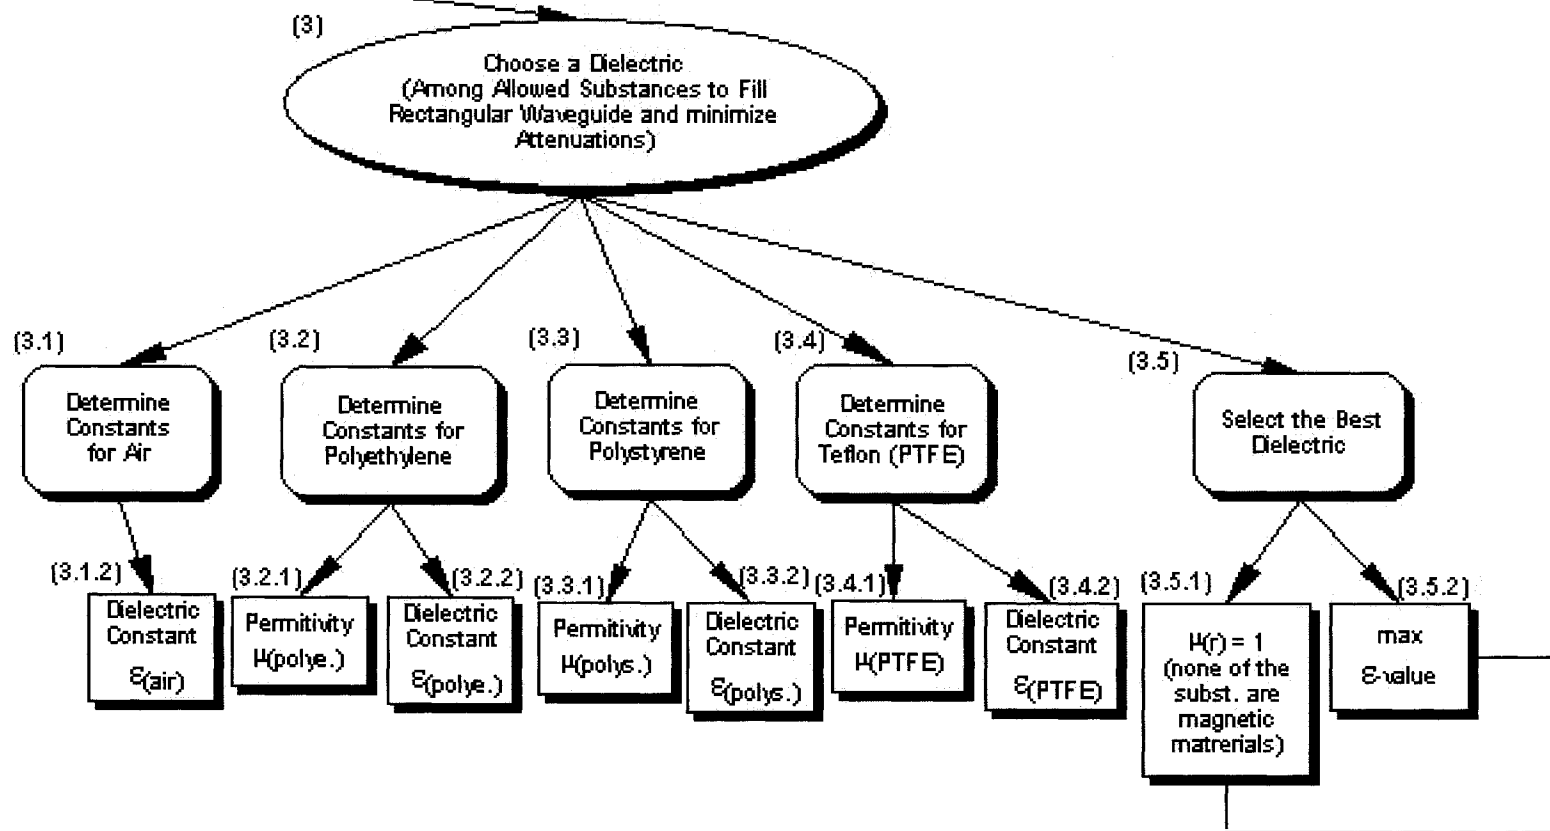 (3)
Choose a Dielectric
(Among Allowed Substances to Fill
Rectangular Waveguide and minimize
Attenuations)
(3.1)
Determine
Constants
for Air
(3.2)
Determine
Constants for
Polyethylene
(3.3)
Determine
Constants for
Polystyrene
(3.4)
Determine
Constants for
Teflon (PTFE)
(3.5)
Select the Best
Dielectric
(3.1.2)
Dielectric
Constant
ε(air)
(3.2.1)
Permitivity
μ(polye.)
(3.2.2)
Dielectric
Constant
ε(polye.)
(3.3.1)
Permitivity
μ(polys.)
(3.3.2)
Dielectric
Constant
ε(polys.)
(3.4.1)
Permitivity
μ(PTFE)
(3.4.2)
Dielectric
Constant
ε(PTFE)
(3.5.1)
μ(r) = 1
(none of the
subst. are
magnetic
matrerials)
(3.5.2)
max
ε-value